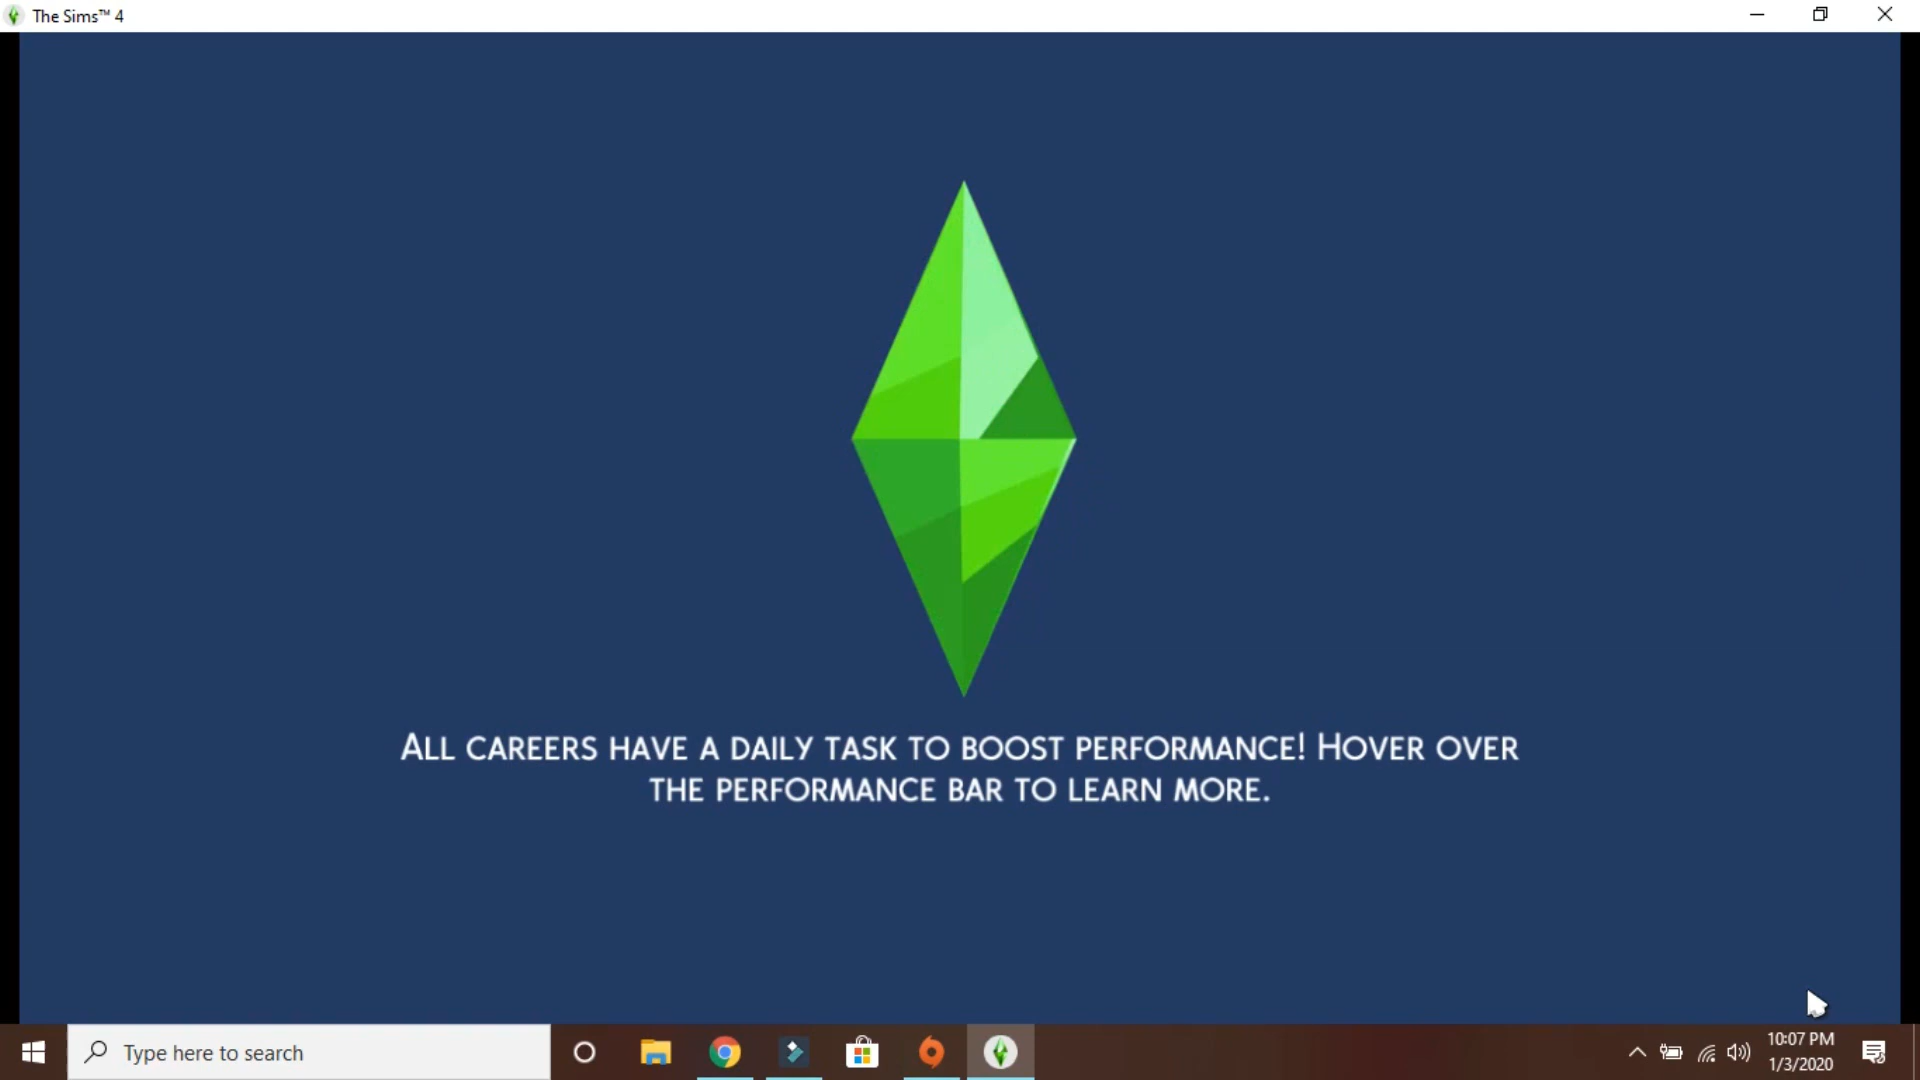 The Sims™ 4
ALL CAREERS HAVE A DAILY TASK TO BOOST PERFORMANCE! HOVER OVER
THE PERFORMANCE BAR TO LEARN MORE.
Type here to search
10:07 PM
1/3/2020